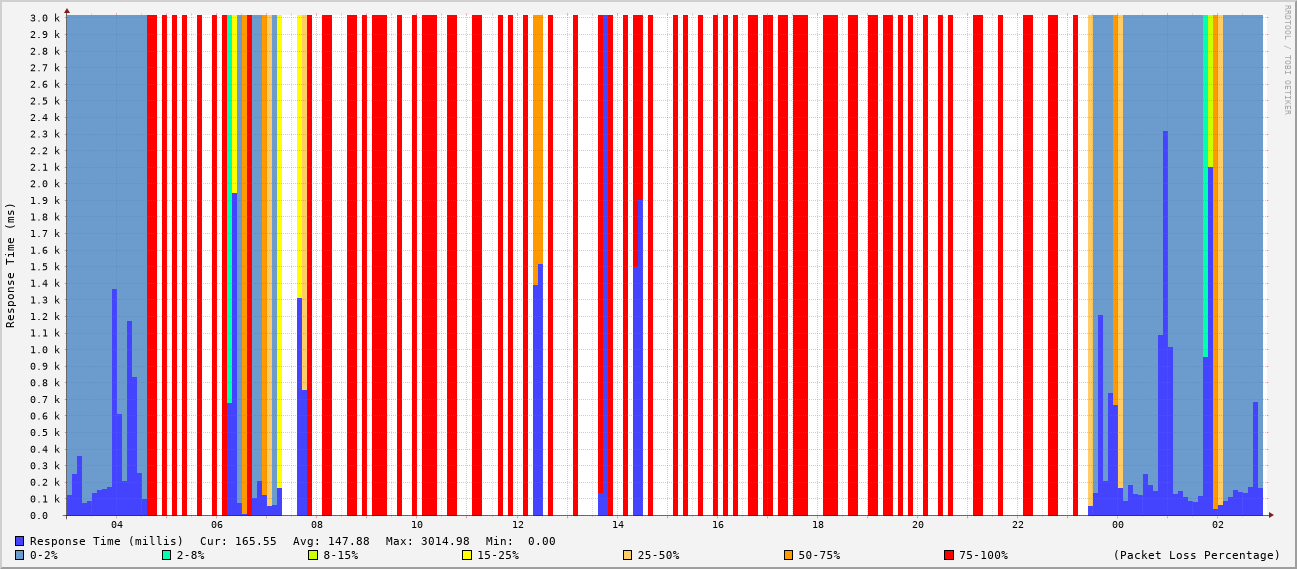 3.0 k
2.9 k
2.8 k
2.7 k
2.6 k
2.5 k
2.4 k
2.3 k
2.2 k
2.1 k
2.0 k
1.9 k
1.8 k
1.7 k
1.6 k
1.5 k
1.4 k
1.3 k
1.2 k
1.1 k
1.0 k
0.9 k
0.8 k
0.7 k
0.6 k
0.5 k
0.4 k
0.3 k
0.2 k
0.1 k
0.0
Response Time (ms)
RRDTOOL / TOBI OETIKER
04 06 08 10 12 14 16 18 20 22 00 02
Response Time (millis) Cur: 165.55 Avg: 147.88 Max: 3014.98 Min: 0.00
0-2% 2-8% 8-15% 15-25% 25-50% 50-75% 75-100% (Packet Loss Percentage)